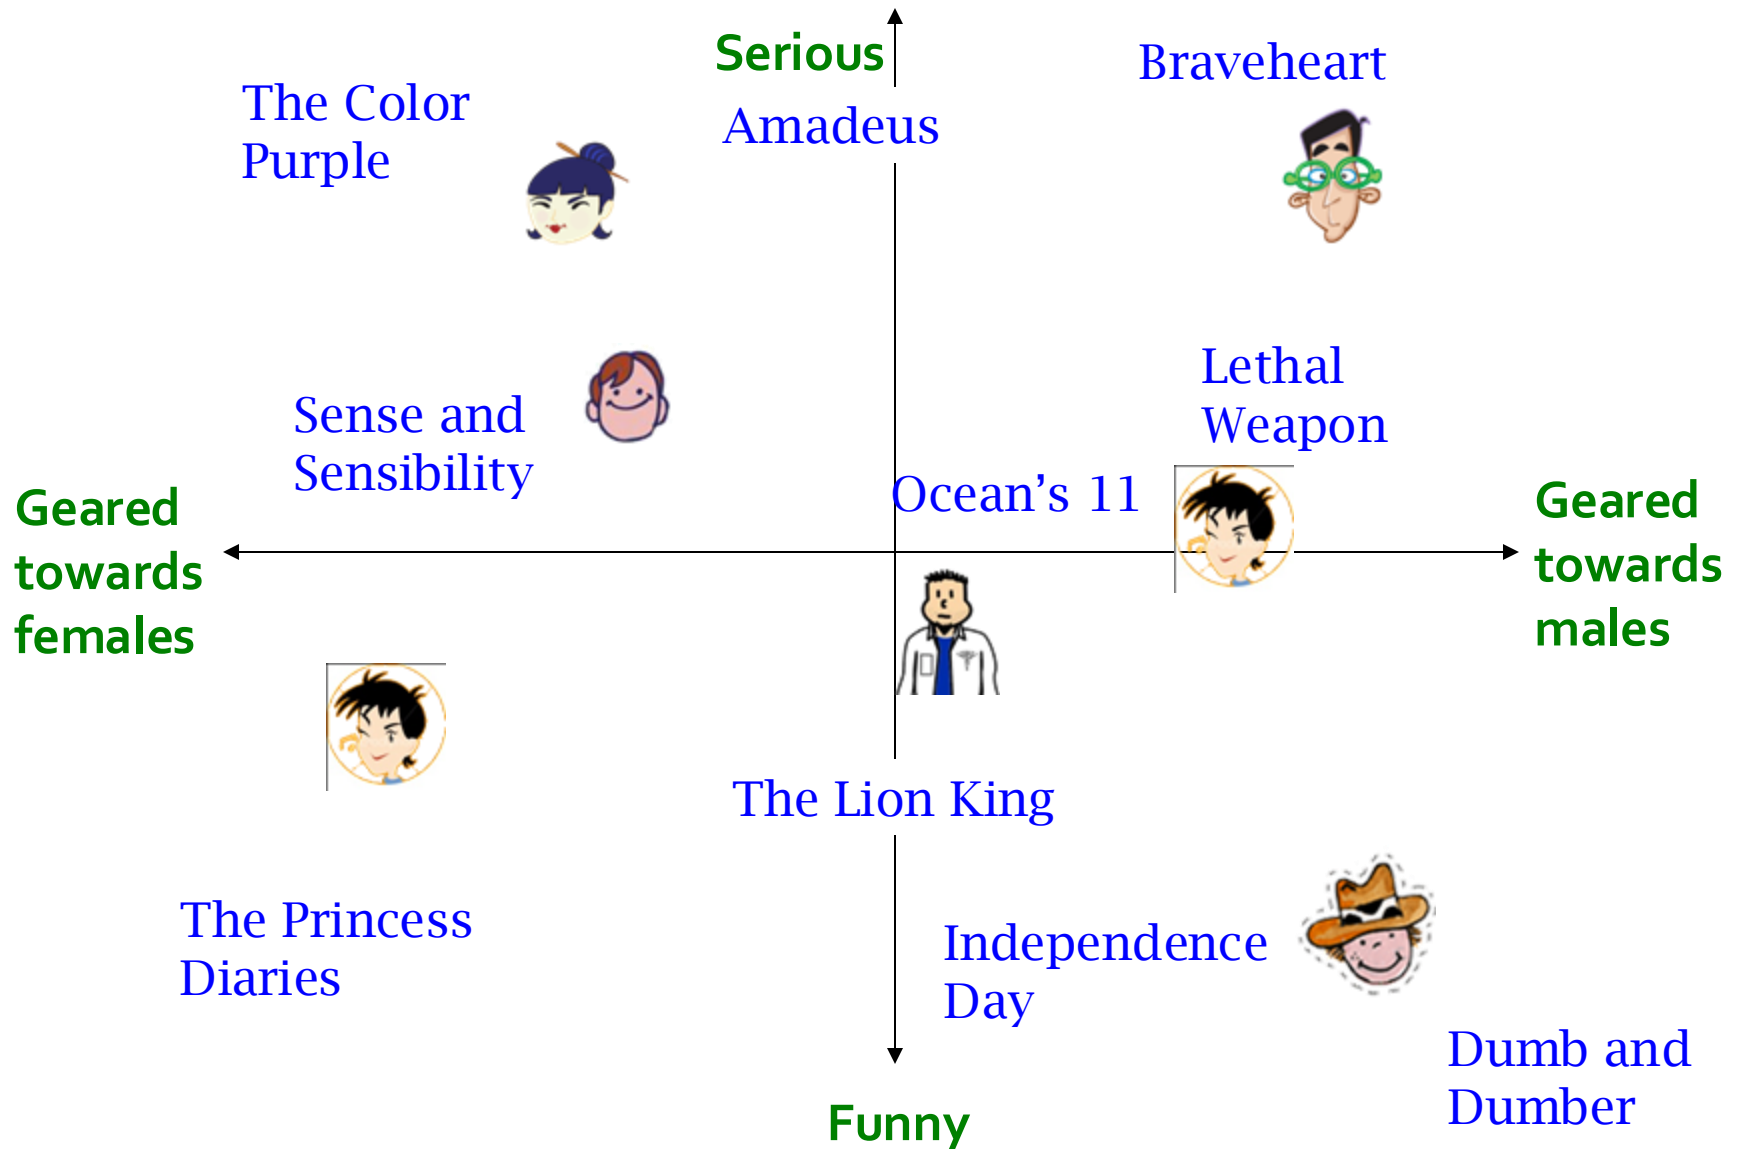 Serious
Braveheart
The Color
Purple
Amadeus
Lethal
Weapon
Sense and
Sensibility
Ocean’s 11
Geared
towards
females
Geared
towards
males
The Lion King
The Princess
Diaries
Independence
Day
Dumb and
Dumber
Funny